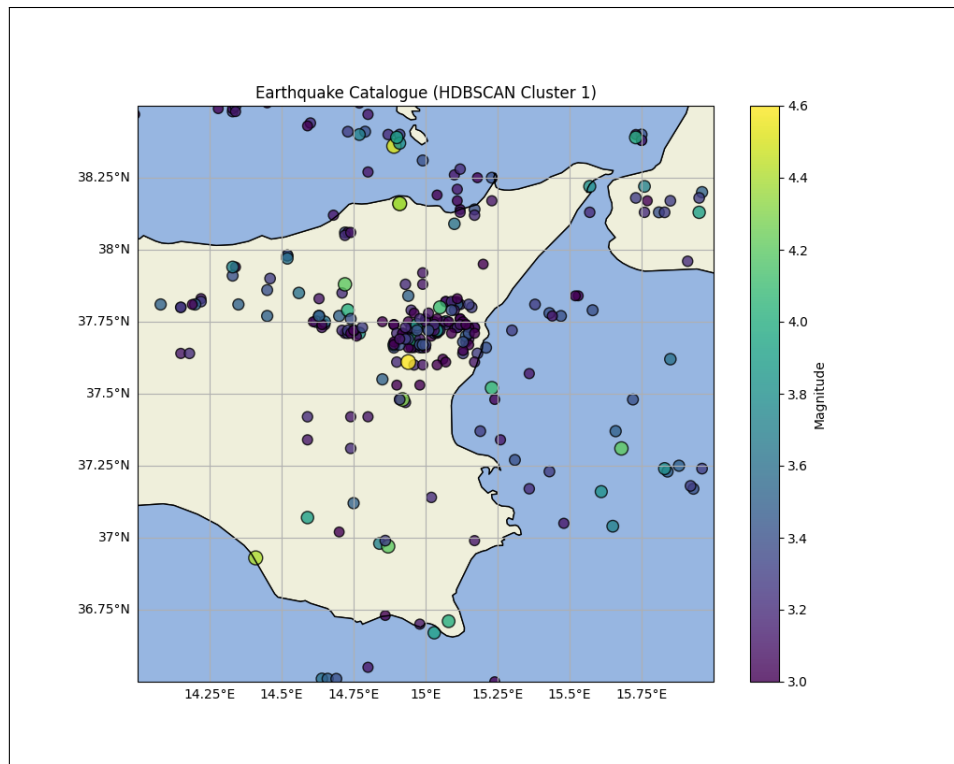 Earthquake Catalogue (HDBSCAN Cluster 1)
38.25°N
38°N
37.75°N
37.5°N
37.25°N
37°N
36.75°N
14.25°E 14.5°E 14.75°E 15°E 15.25°E 15.5°E 15.75°E
4.6
4.4
4.2
4.0
3.8
3.6
3.4
3.2
3.0
Magnitude